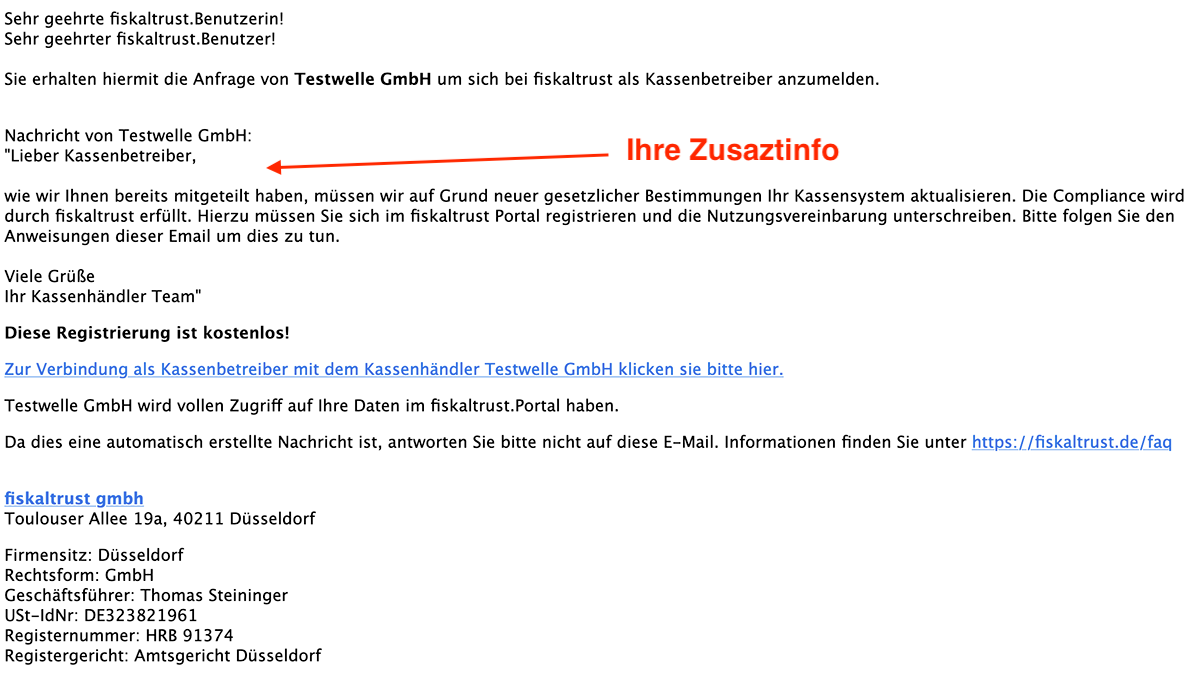 Sehr geehrte fiskaltrust.Benutzerin!
Sehr geehrter fiskaltrust.Benutzer!
Sie erhalten hiermit die Anfrage von Testwelle GmbH um sich bei fiskaltrust als Kassenbetreiber anzumelden.
Nachricht von Testwelle GmbH:
"Lieber Kassenbetreiber,
Ihre Zusaztinfo
wie wir Ihnen bereits mitgeteilt haben, müssen wir auf Grund neuer gesetzlicher Bestimmungen Ihr Kassensystem aktualisieren. Die Compliance wird
durch fiskaltrust erfüllt. Hierzu müssen Sie sich im fiskaltrust Portal registrieren und die Nutzungsvereinbarung unterschreiben. Bitte folgen Sie den
Anweisungen dieser Email um dies zu tun.
Viele Grüße
Ihr Kassenhändler Team"
Diese Registrierung ist kostenlos!
Zur Verbindung als Kassenbetreiber mit dem Kassenhändler Testwelle GmbH klicken sie bitte hier.
Testwelle GmbH wird vollen Zugriff auf Ihre Daten im fiskaltrust.Portal haben.
Da dies eine automatisch erstellte Nachricht ist, antworten Sie bitte nicht auf diese E-Mail. Informationen finden Sie unter https://fiskaltrust.de/faq
fiskaltrust gmbh
Toulouser Allee 19a, 40211 Düsseldorf
Firmensitz: Düsseldorf
Rechtsform: GmbH
Geschäftsführer: Thomas Steininger
USt-IdNr: DE323821961
Registernummer: HRB 91374
Registergericht: Amtsgericht Düsseldorf